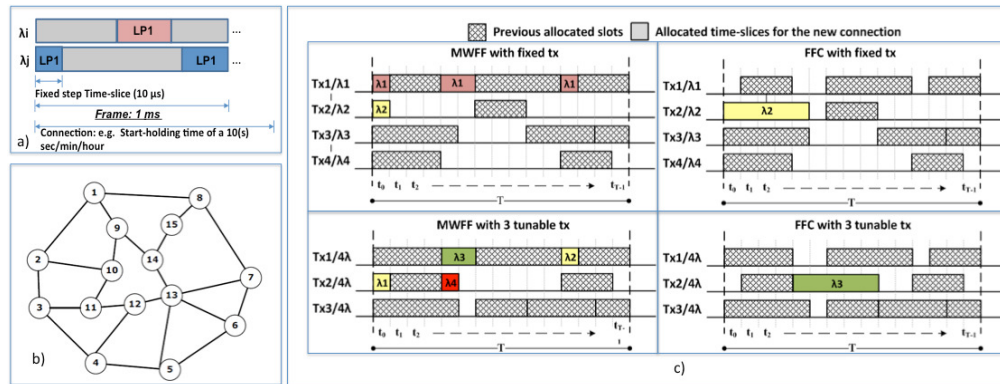 λi LP1 ...
λj LP1 LP1 ...
Fixed step Time-slice (10 µs)
Frame: 1 ms
Connection: e.g. Start-holding time of a 10(s)
sec/min/hour
a)
1
8
15
9
14
2
10
7
13
12
3
11
6
4
5
b)
Previous allocated slots Allocated time-slices for the new connection
MWFF with fixed tx
Tx1/λ1 λ1 λ1 λ1
Tx2/λ2 λ2
Tx3/λ3
Tx4/λ4
t0 t1 t2 tT-1
T
FFC with fixed tx
Tx1/λ1
Tx2/λ2 λ2
Tx3/λ3
Tx4/λ4
t0 t1 t2 tT-1
T
MWFF with 3 tunable tx
Tx1/4λ λ3 λ2
Tx2/4λ λ1 λ4
Tx3/4λ
t0 t1 t2 tT-
T
FFC with 3 tunable tx
Tx1/4λ
Tx2/4λ λ3
Tx3/4λ
t0 t1 t2 tT-1
T
c)